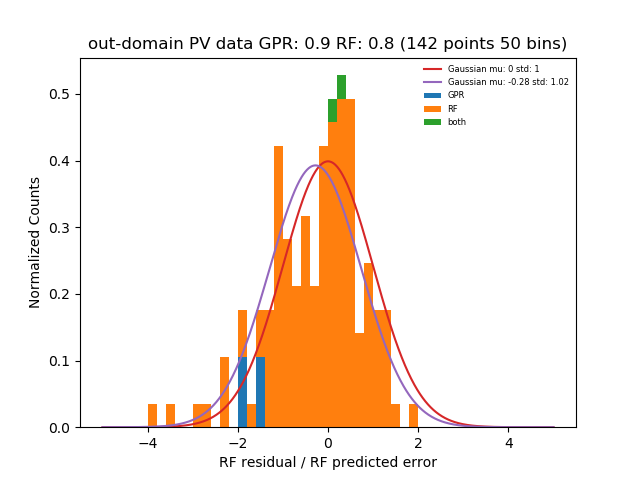 out-domain PV data GPR: 0.9 RF: 0.8 (142 points 50 bins)
Gaussian mu: 0 std: 1
Gaussian mu: -0.28 std: 1.02
GPR
RF
both
Normalized Counts
0.5
0.4
0.3
0.2
0.1
0.0
−4 −2 0 2 4
RF residual / RF predicted error